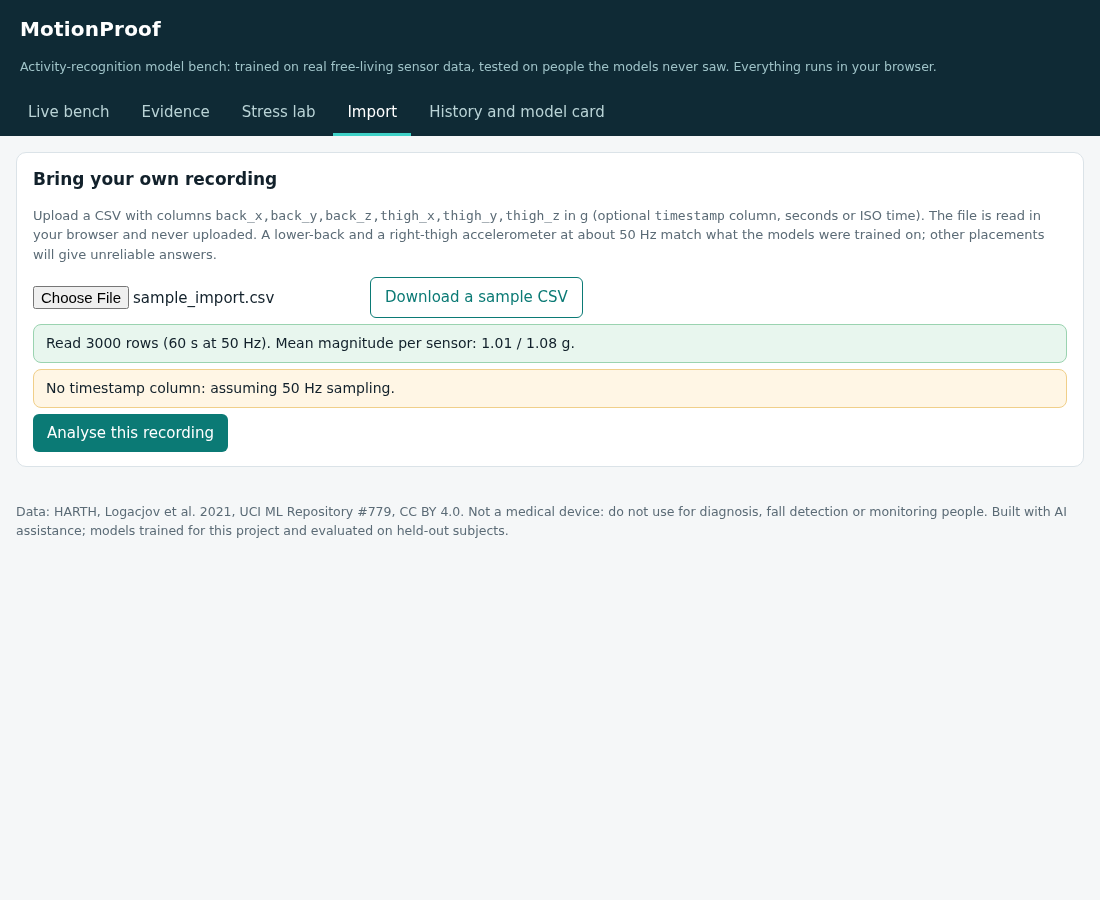 MotionProof
Activity-recognition model bench: trained on real free-living sensor data, tested on people the models never saw. Everything runs in your browser.
Live bench Evidence Stress lab Import History and model card
Bring your own recording
Upload a CSV with columns back_x,back_y,back_z,thigh_x,thigh_y,thigh_z in g (optional timestamp column, seconds or ISO time). The file is read in
your browser and never uploaded. A lower-back and a right-thigh accelerometer at about 50 Hz match what the models were trained on; other placements
will give unreliable answers.
Choose File sample_import.csv Download a sample CSV
Read 3000 rows (60 s at 50 Hz). Mean magnitude per sensor: 1.01 / 1.08 g.
No timestamp column: assuming 50 Hz sampling.
Analyse this recording
Data: HARTH, Logacjov et al. 2021, UCI ML Repository #779, CC BY 4.0. Not a medical device: do not use for diagnosis, fall detection or monitoring people. Built with AI
assistance; models trained for this project and evaluated on held-out subjects.